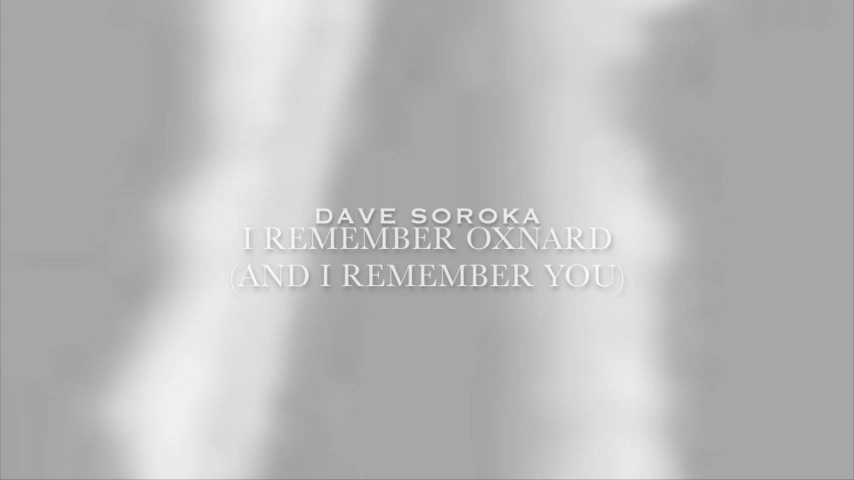 DAVE SOROKA
I REMEMBER OXNARD
(AND I REMEMBER YOU)